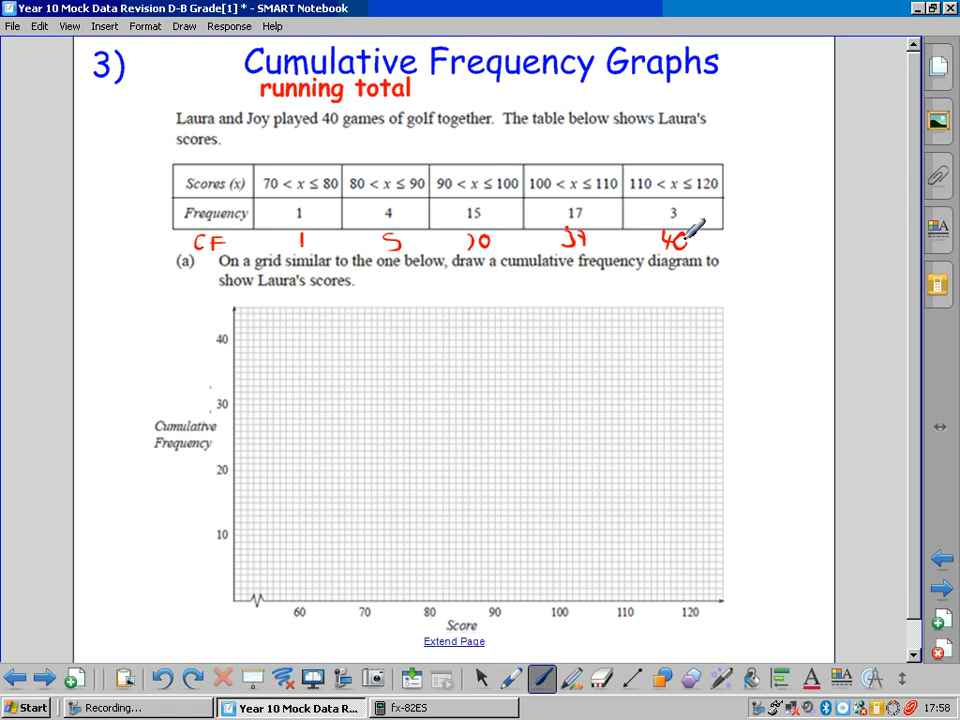 Year 10 Mock Data Revision D-B Grade[1] * - SMART Notebook
File Edit View Insert Format Draw Response Help
3) Cumulative Frequency Graphs
running total
Laura and Joy played 40 games of golf together. The table below shows Laura's
scores.
Scores (x) 70 < x ≤ 80 80 < x ≤ 90 90 < x ≤ 100 100 < x ≤ 110 110 < x ≤ 120
Frequency 1 4 15 17 3
CF 1 5 20 37 40
(a) On a grid similar to the one below, draw a cumulative frequency diagram to
show Laura's scores.
40
30
Cumulative
Frequency
20
10
60 70 80 90 100 110 120
Score
Extend Page
Start Recording... Year 10 Mock Data R... fx-82ES 17:58